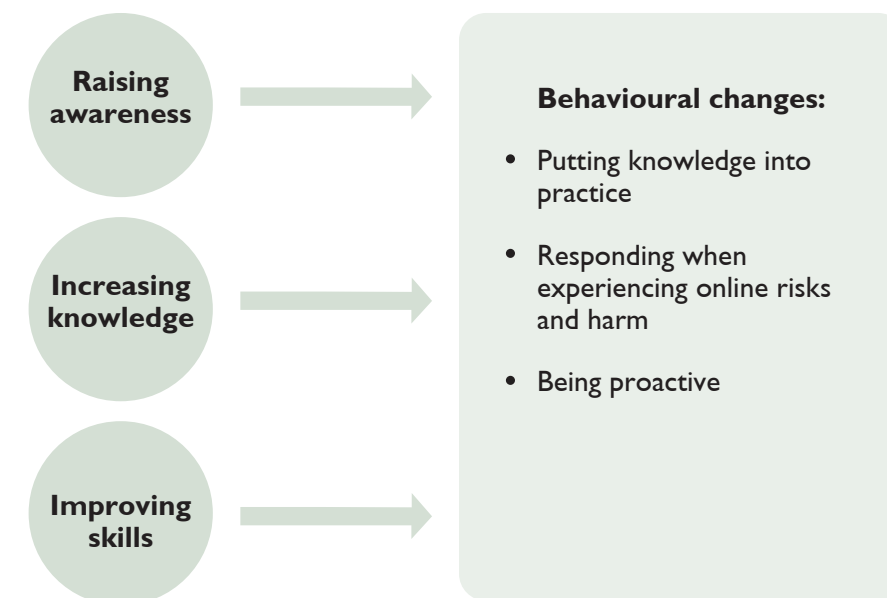 Raising
awareness
Increasing
knowledge
Improving
skills
Behavioural changes:
• Putting knowledge into
practice
• Responding when
experiencing online risks
and harm
• Being proactive